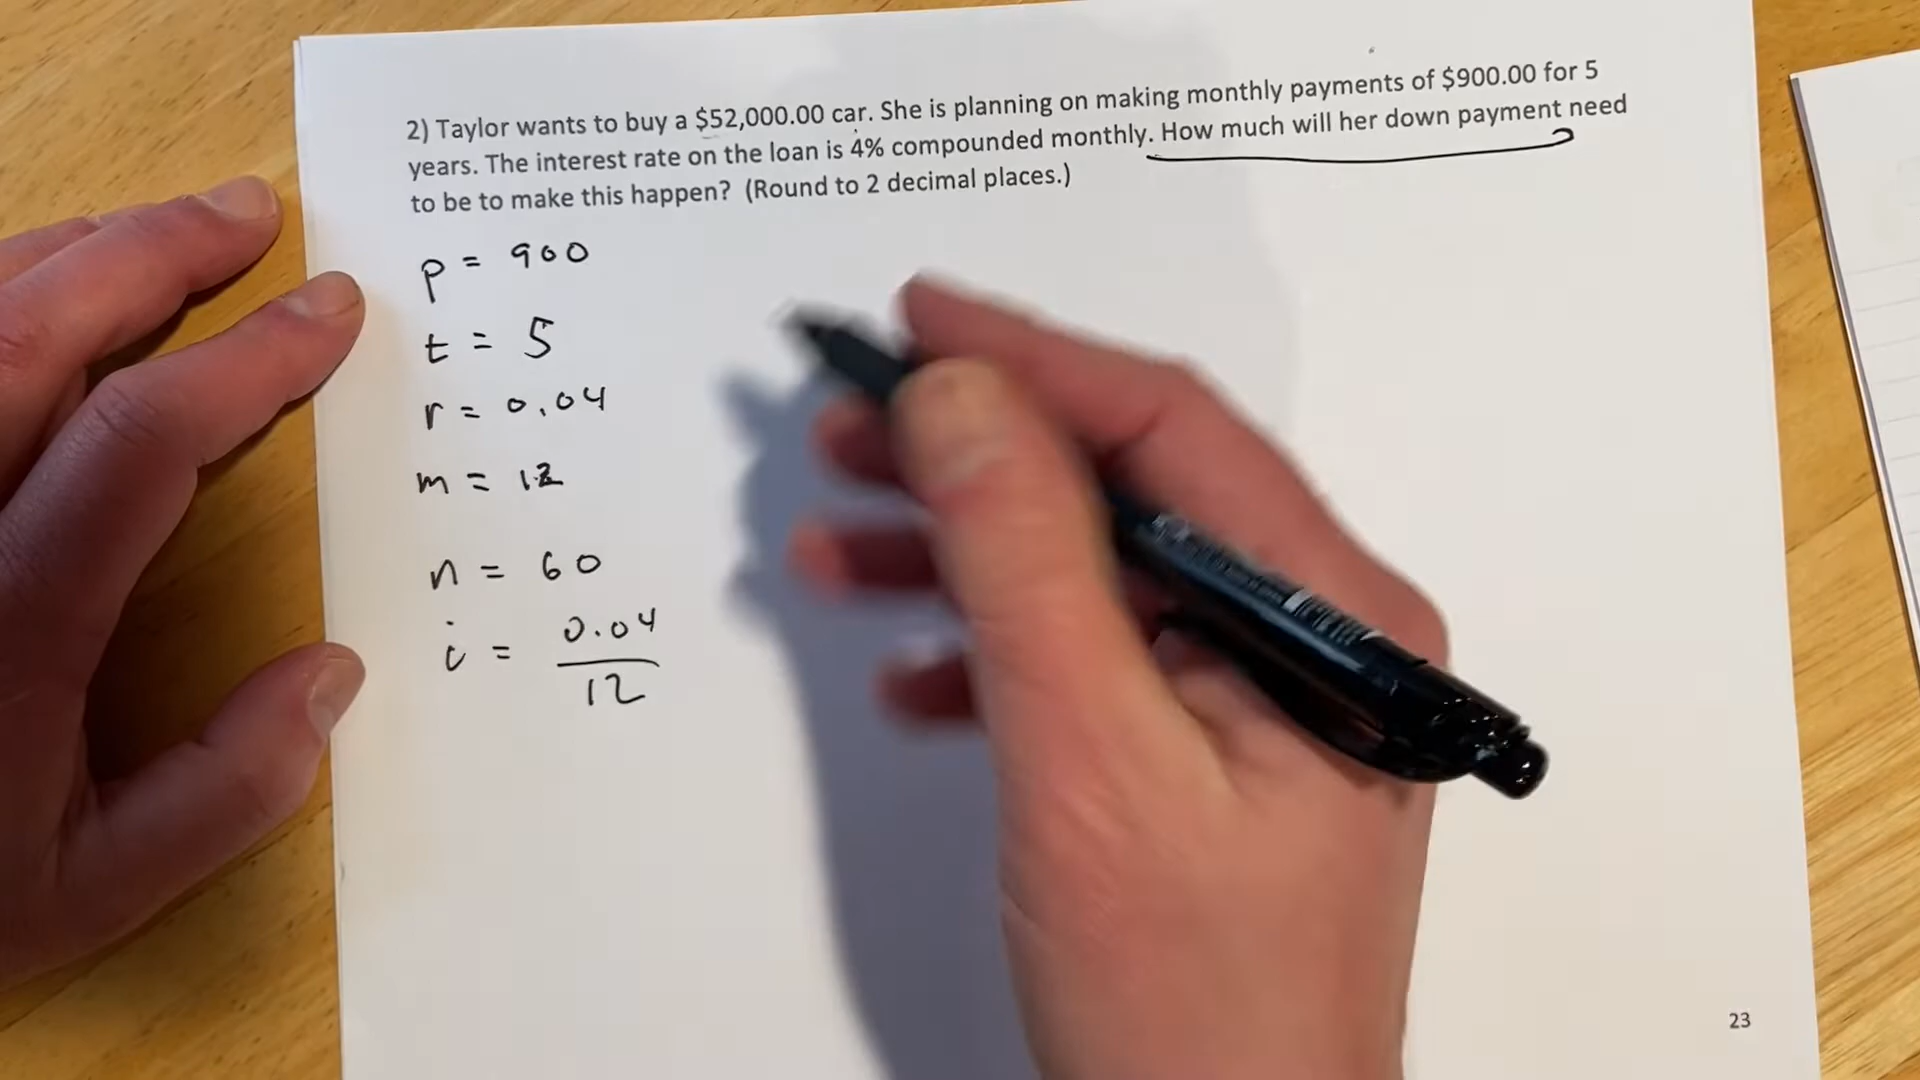 2) Taylor wants to buy a $52,000.00 car. She is planning on making monthly payments of $900.00 for 5
years. The interest rate on the loan is 4% compounded monthly. How much will her down payment need
to be to make this happen? (Round to 2 decimal places.)
p = 900
t = 5
r = 0.04
m = 12
n = 60
i = 0.04
12
23